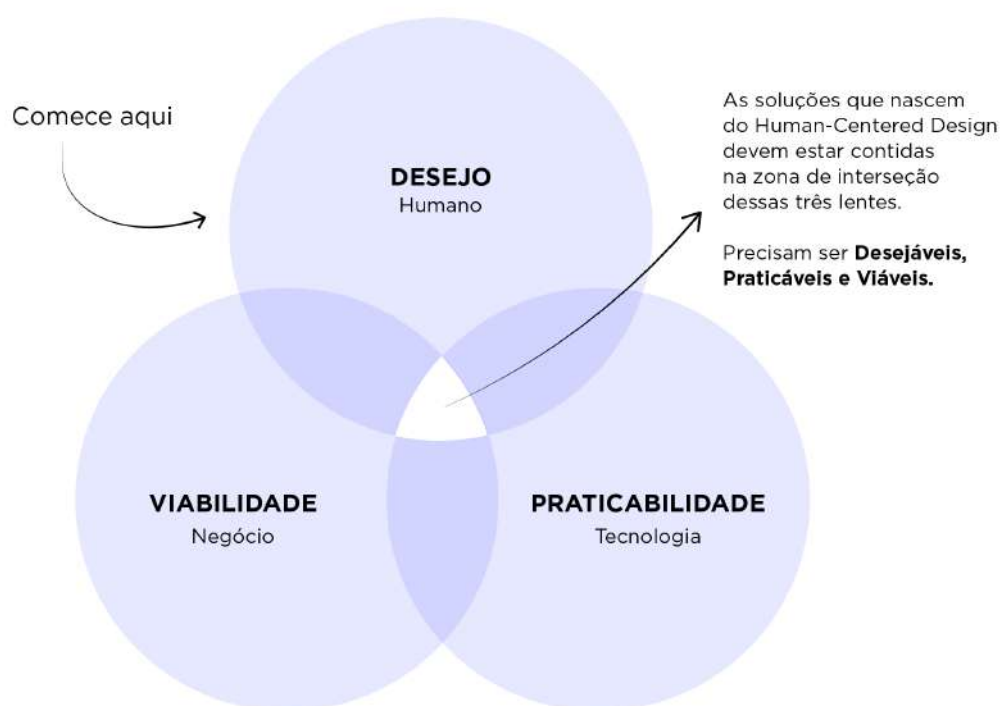 Comece aqui
DESEJO
Humano
As soluções que nascem
do Human-Centered Design
devem estar contidas
na zona de interseção
dessas três lentes.
Precisam ser Desejáveis,
Praticáveis e Viáveis.
VIABILIDADE
Negócio
PRATICABILIDADE
Tecnologia